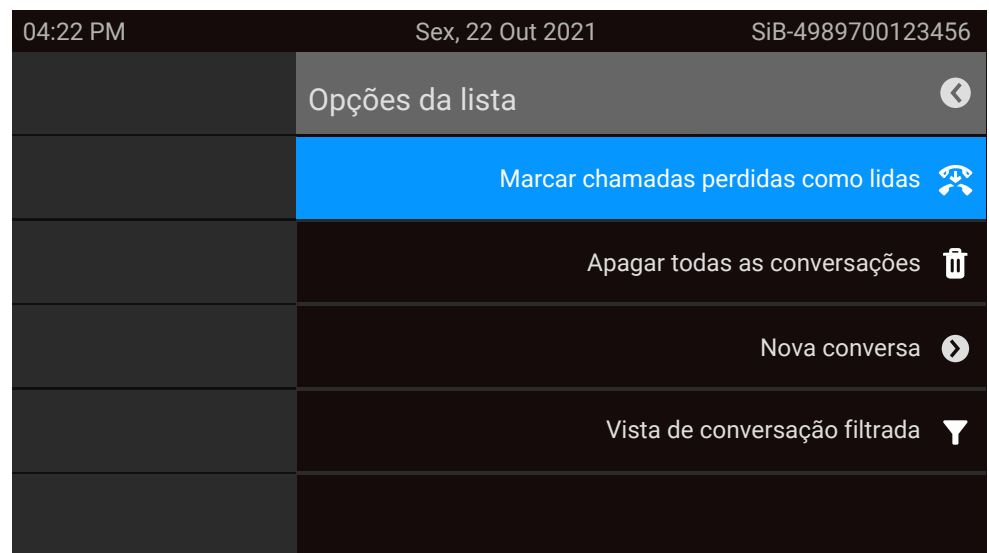 04:22 PM Sex, 22 Out 2021 SiB-4989700123456
Opções da lista
Marcar chamadas perdidas como lidas
Apagar todas as conversações
Nova conversa
Vista de conversação filtrada